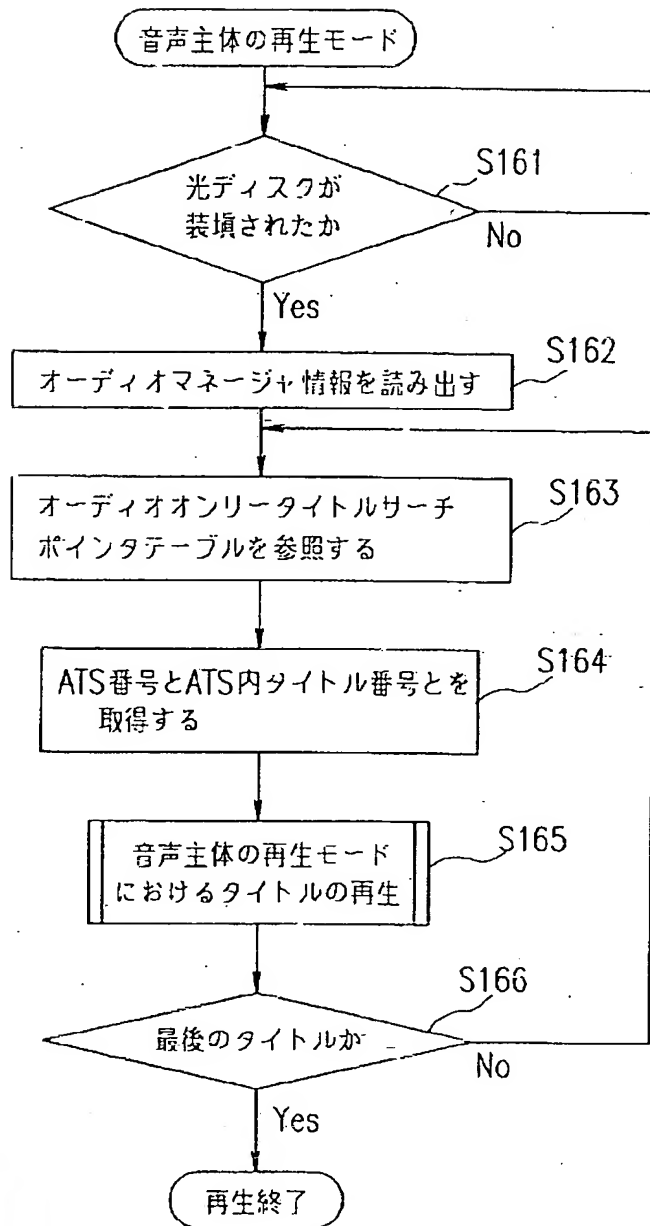 音声主体の再生モード
S161
光ディスクが
装填されたか
No
Yes
S162
オーディオマネージャ情報を読み出す
S163
オーディオオンリータイトルサーチ
ポインタテーブルを参照する
S164
ATS番号とATS内タイトル番号とを
取得する
S165
音声主体の再生モード
におけるタイトルの再生
S166
最後のタイトルか
No
Yes
再生終了